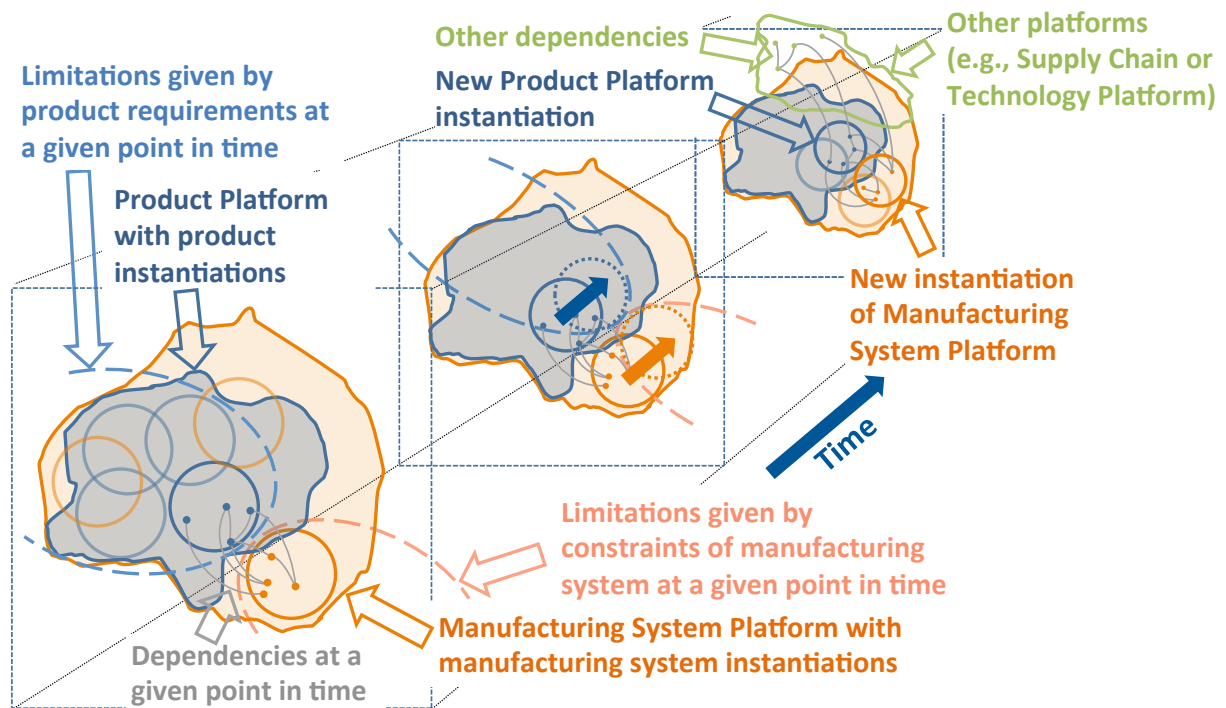 Other dependencies
Other platforms
(e.g., Supply Chain or
Technology Platform)
Limitations given by
product requirements at
a given point in time
New Product Platform
instantiation
Product Platform
with product
instantiations
New instantiation
of Manufacturing
System Platform
Time
Limitations given by
constraints of manufacturing
system at a given point in time
Manufacturing System Platform with
manufacturing system instantiations
Dependencies at a
given point in time